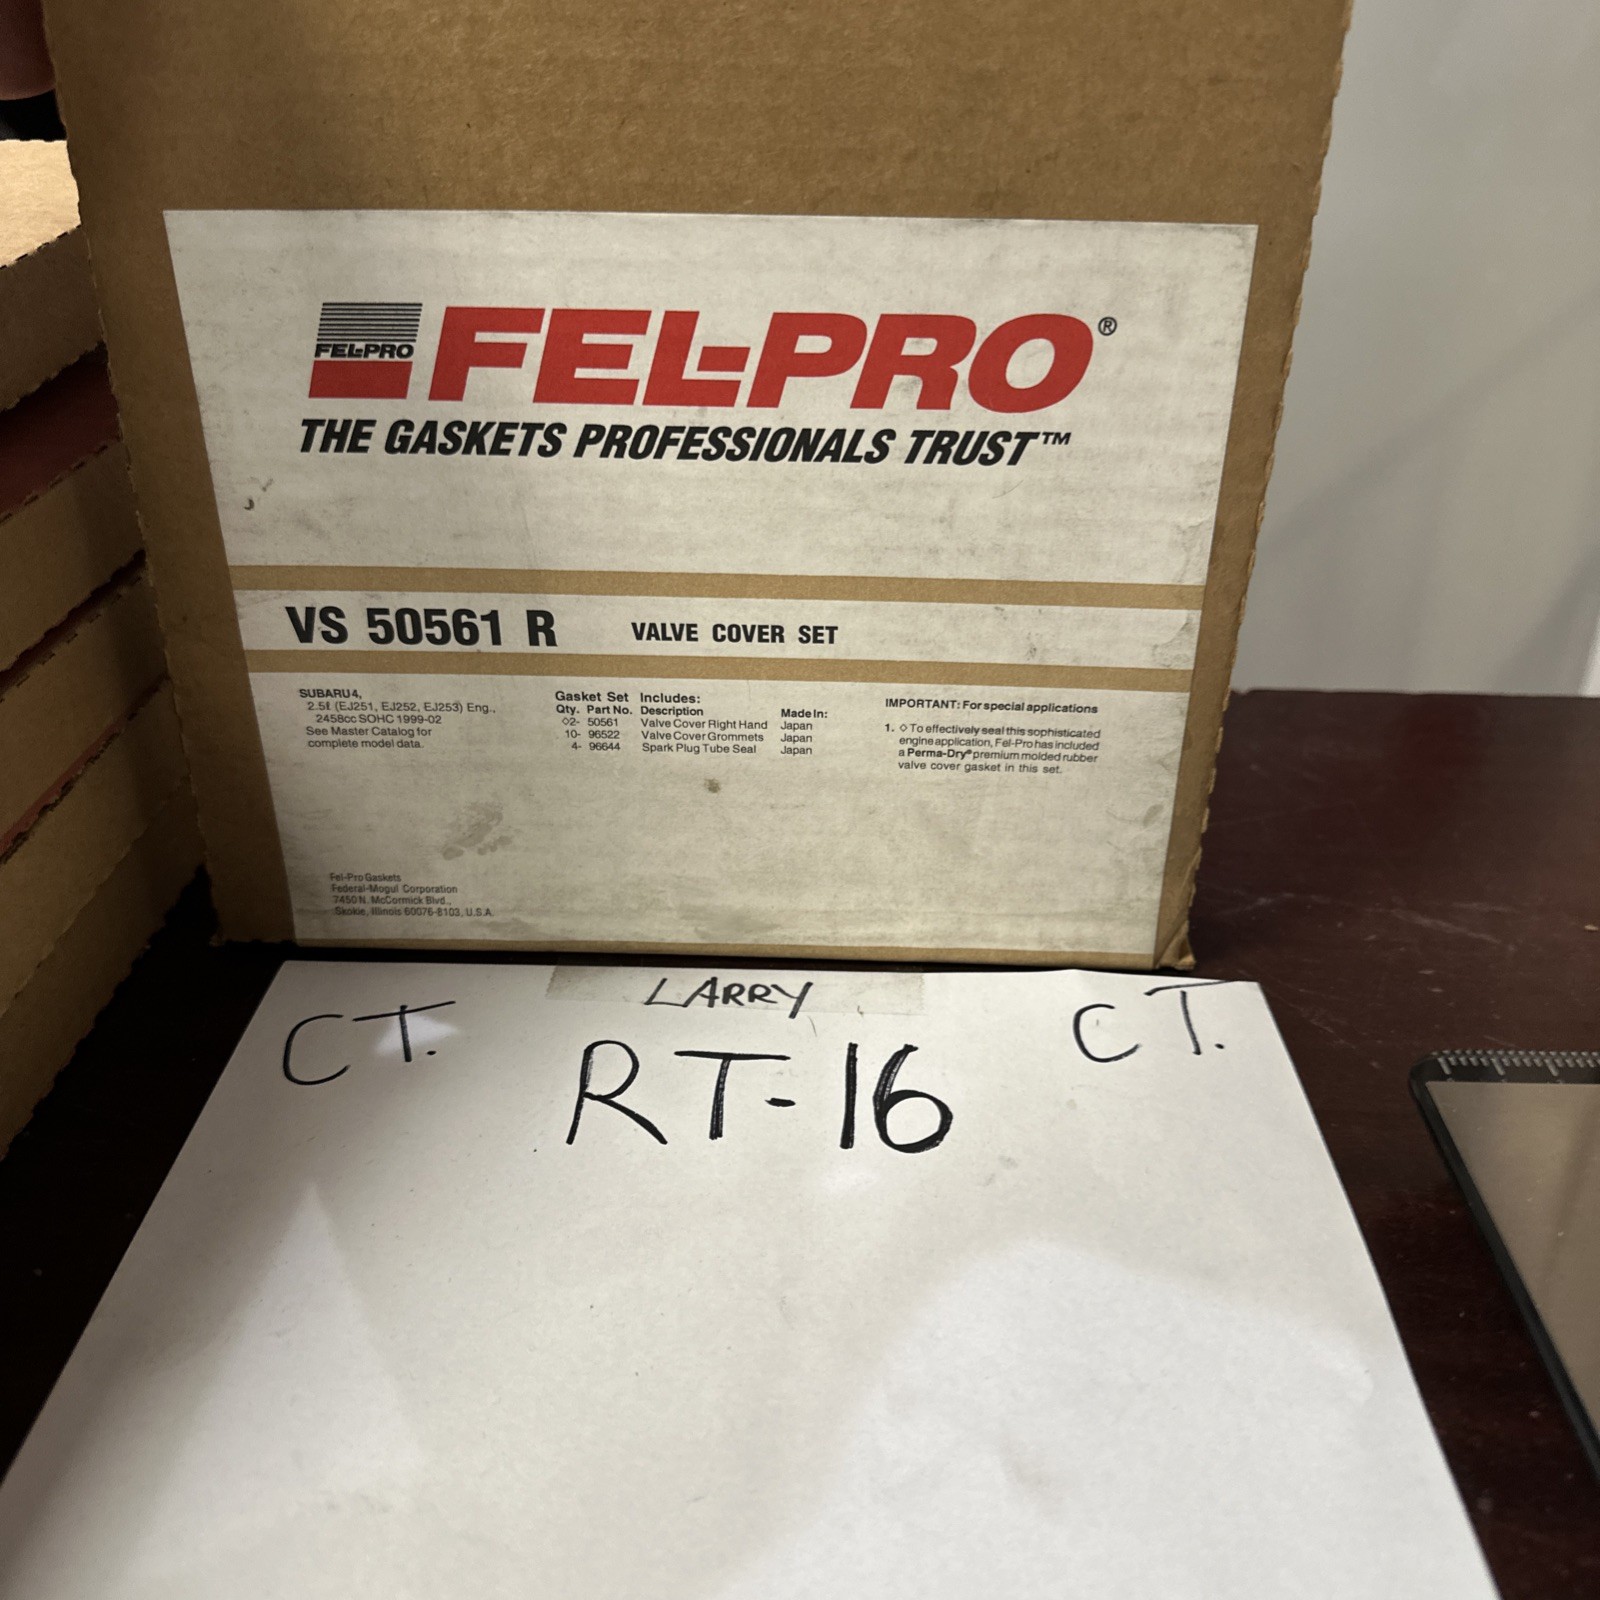 FEL-PRO
FEL-PRO®
THE GASKETS PROFESSIONALS TRUST™
VS 50561 R VALVE COVER SET
SUBARU 4,
2.5ℓ (EJ251, EJ252, EJ253) Eng.,
2458cc SOHC 1999-02
See Master Catalog for
complete model data.
Gasket Set Includes:
Qty. Part No. Description Made In:
◇2- 50561 Valve Cover Right Hand Japan
10- 96522 Valve Cover Grommets Japan
4- 96644 Spark Plug Tube Seal Japan
IMPORTANT: For special applications
1. ◇To effectively seal this sophisticated
engine application, Fel-Pro has included
a Perma-Dry® premium molded rubber
valve cover gasket in this set.
Fel-Pro Gaskets
Federal-Mogul Corporation
7450 N. McCormick Blvd.,
Skokie, Illinois 60076-8103, U.S.A.
LARRY
CT. CT.
RT-16